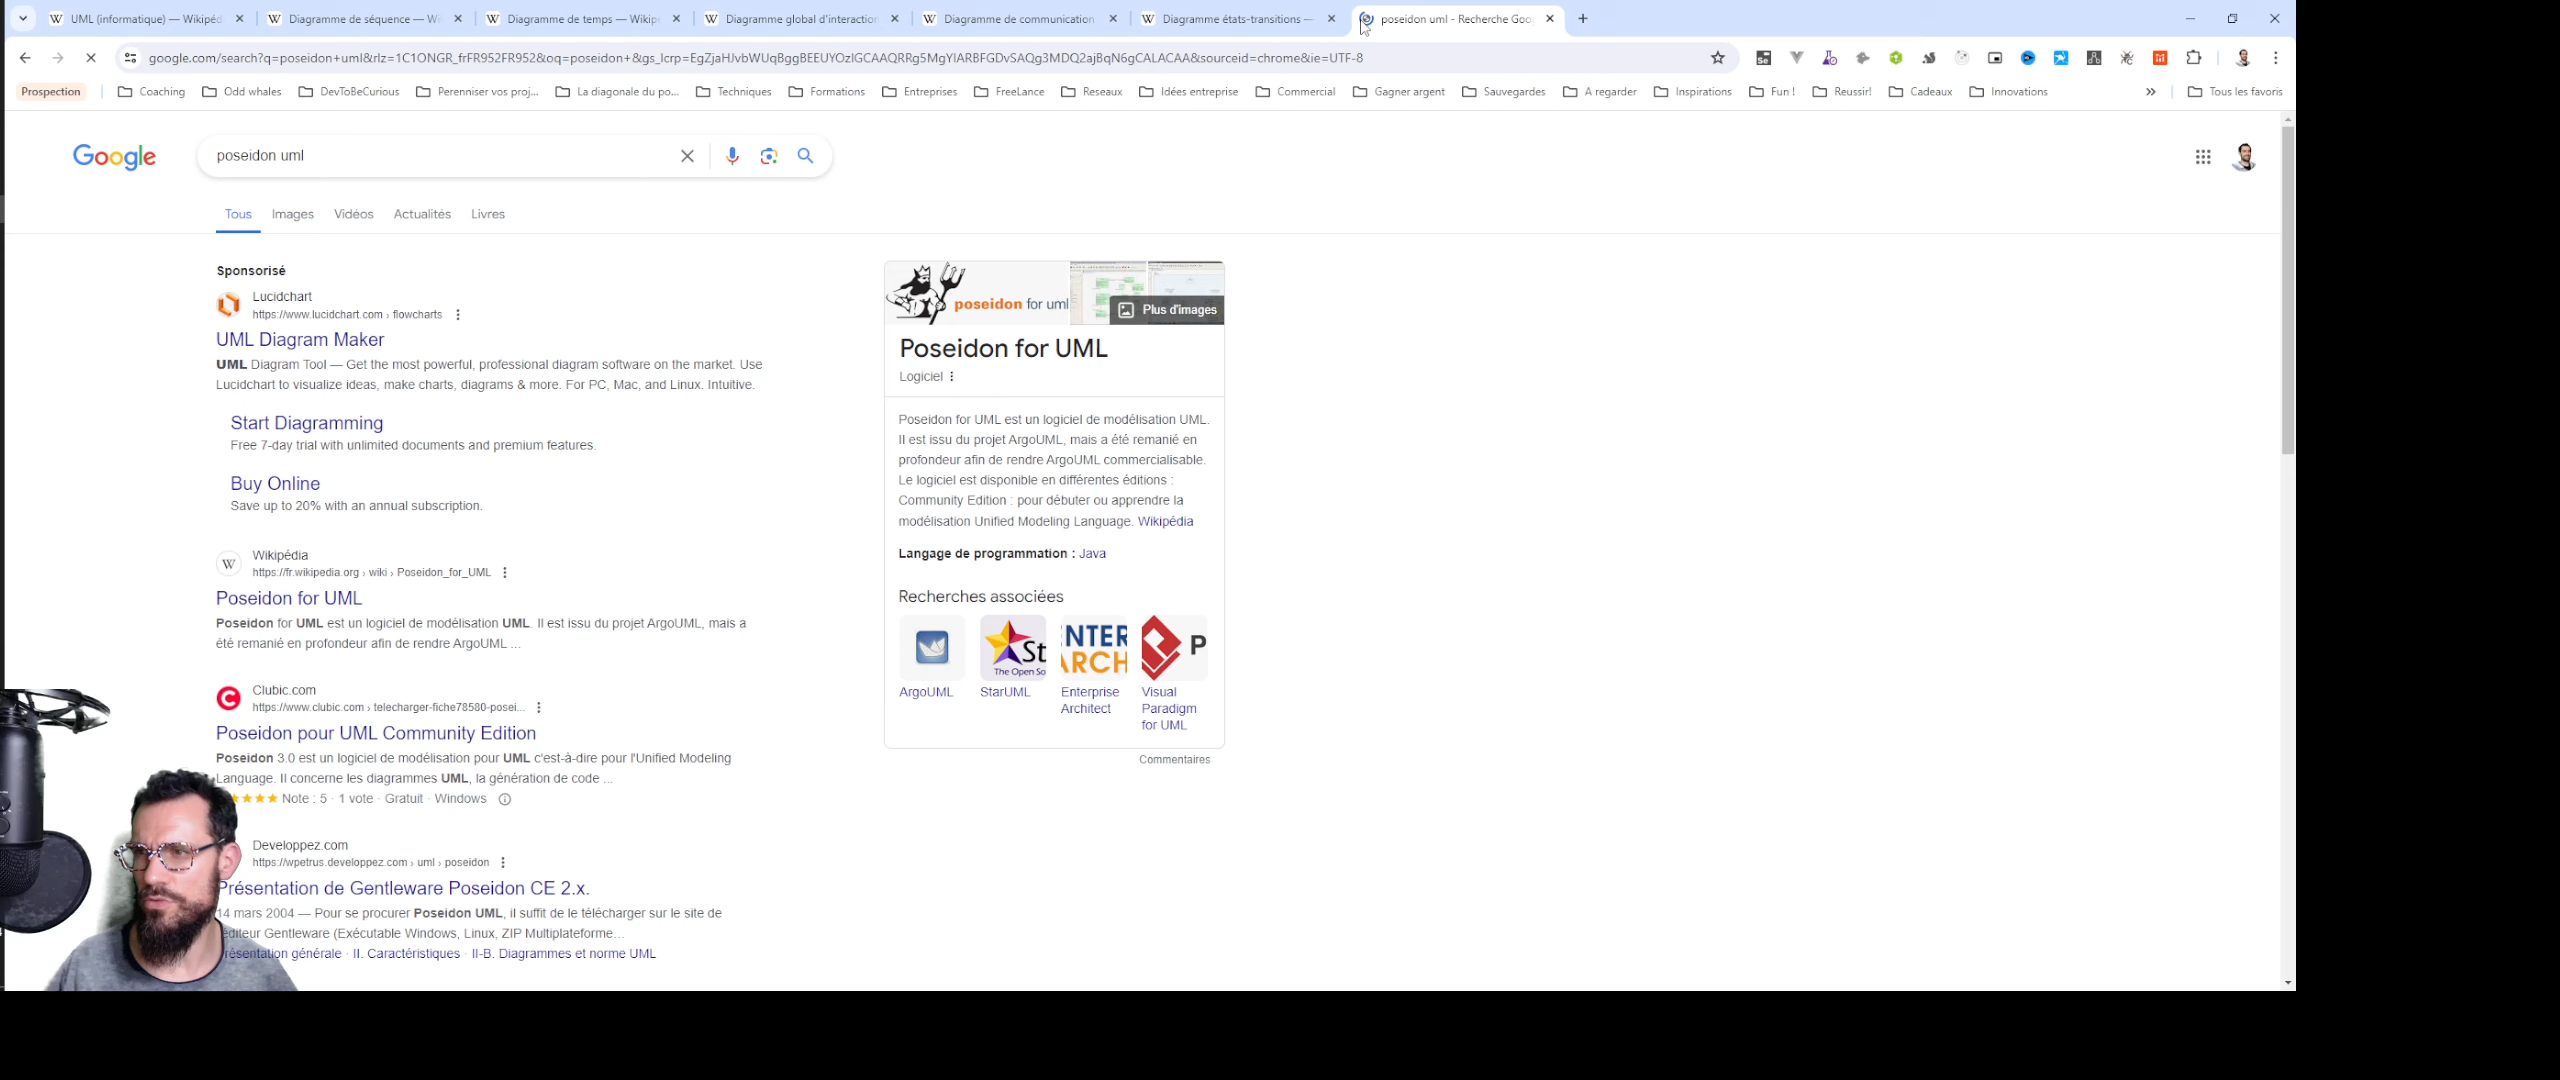 UML (informatique) — Wikipéd
Diagramme de séquence — Wi
Diagramme de temps — Wikip
Diagramme global d'interaction
Diagramme de communication
Diagramme états-transitions —
poseidon uml - Recherche Goo
google.com/search?q=poseidon+uml&rlz=1C1ONGR_frFR952FR952&oq=poseidon+&gs_lcrp=EgZjaHJvbWUqBggBEEUYOzIGCAAQRRg5MgYIARBFGDvSAQg3MDQ2ajBqN6gCALACAA&sourceid=chrome&ie=UTF-8
Prospection
Coaching
Odd whales
DevToBeCurious
Perenniser vos proj...
La diagonale du po...
Techniques
Formations
Entreprises
FreeLance
Reseaux
Idées entreprise
Commercial
Gagner argent
Sauvegardes
A regarder
Inspirations
Fun !
Reussir!
Cadeaux
Innovations
Tous les favoris
Google
poseidon uml
Tous
Images
Vidéos
Actualités
Livres
Sponsorisé
Lucidchart
https://www.lucidchart.com › flowcharts
UML Diagram Maker
UML Diagram Tool — Get the most powerful, professional diagram software on the market. Use
Lucidchart to visualize ideas, make charts, diagrams & more. For PC, Mac, and Linux. Intuitive.
Start Diagramming
Free 7-day trial with unlimited documents and premium features.
Buy Online
Save up to 20% with an annual subscription.
Wikipédia
https://fr.wikipedia.org › wiki › Poseidon_for_UML
Poseidon for UML
Poseidon for UML est un logiciel de modélisation UML. Il est issu du projet ArgoUML, mais a
été remanié en profondeur afin de rendre ArgoUML ...
Clubic.com
https://www.clubic.com › telecharger-fiche78580-posei...
Poseidon pour UML Community Edition
Poseidon 3.0 est un logiciel de modélisation pour UML c'est-à-dire pour l'Unified Modeling
Language. Il concerne les diagrammes UML, la génération de code ...
Note : 5 · 1 vote · Gratuit · Windows
Developpez.com
https://wpetrus.developpez.com › uml › poseidon
Présentation de Gentleware Poseidon CE 2.x.
14 mars 2004 — Pour se procurer Poseidon UML, il suffit de le télécharger sur le site de
éditeur Gentleware (Exécutable Windows, Linux, ZIP Multiplateforme...
résentation générale · II. Caractéristiques · II-B. Diagrammes et norme UML
poseidon for uml
Plus d'images
Poseidon for UML
Logiciel
Poseidon for UML est un logiciel de modélisation UML.
Il est issu du projet ArgoUML, mais a été remanié en
profondeur afin de rendre ArgoUML commercialisable.
Le logiciel est disponible en différentes éditions :
Community Edition : pour débuter ou apprendre la
modélisation Unified Modeling Language. Wikipédia
Langage de programmation : Java
Recherches associées
St
The Open So
NTER
ARCH
P
ArgoUML
StarUML
Enterprise
Architect
Visual
Paradigm
for UML
Commentaires